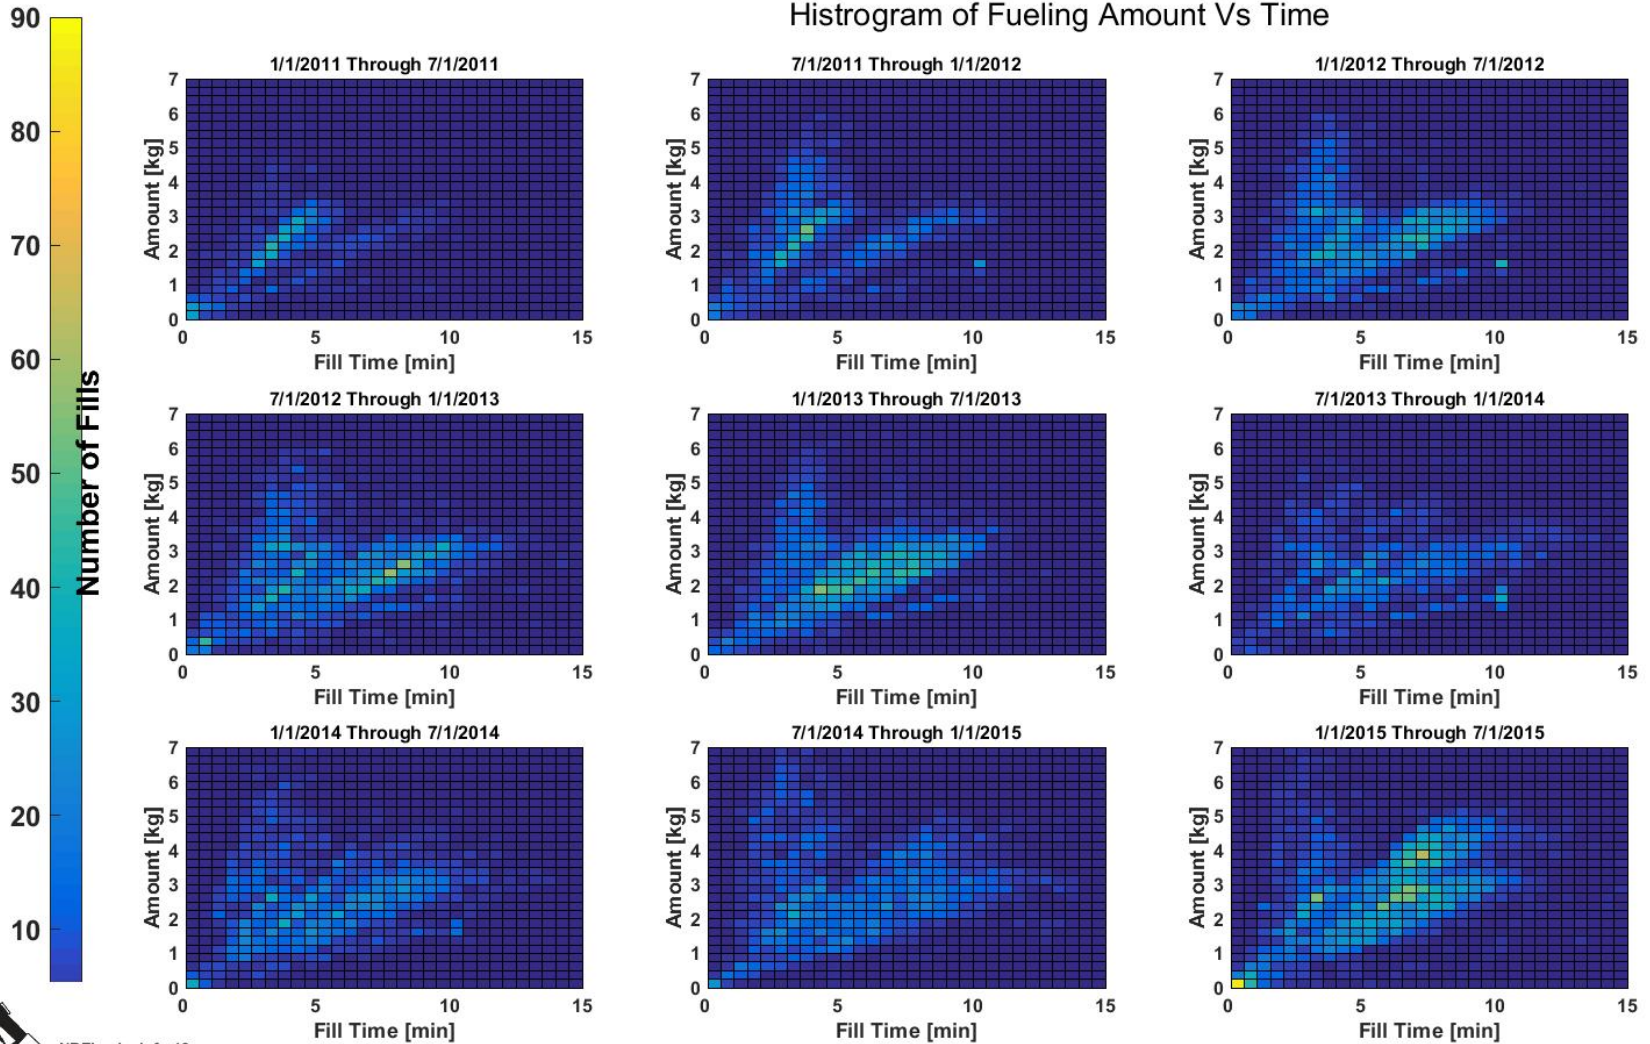 Histrogram of Fueling Amount Vs Time
90
80
70
60
50
40
30
20
10
Number of Fills
1/1/2011 Through 7/1/2011
7
6
5
4
3
2
1
0
Amount [kg]
0 5 10 15
Fill Time [min]
7/1/2011 Through 1/1/2012
7
6
5
4
3
2
1
0
Amount [kg]
0 5 10 15
Fill Time [min]
1/1/2012 Through 7/1/2012
7
6
5
4
3
2
1
0
Amount [kg]
0 5 10 15
Fill Time [min]
7/1/2012 Through 1/1/2013
7
6
5
4
3
2
1
0
Amount [kg]
0 5 10 15
Fill Time [min]
1/1/2013 Through 7/1/2013
7
6
5
4
3
2
1
0
Amount [kg]
0 5 10 15
Fill Time [min]
7/1/2013 Through 1/1/2014
7
6
5
4
3
2
1
0
Amount [kg]
0 5 10 15
Fill Time [min]
1/1/2014 Through 7/1/2014
7
6
5
4
3
2
1
0
Amount [kg]
0 5 10 15
Fill Time [min]
7/1/2014 Through 1/1/2015
7
6
5
4
3
2
1
0
Amount [kg]
0 5 10 15
Fill Time [min]
1/1/2015 Through 7/1/2015
7
6
5
4
3
2
1
0
Amount [kg]
0 5 10 15
Fill Time [min]